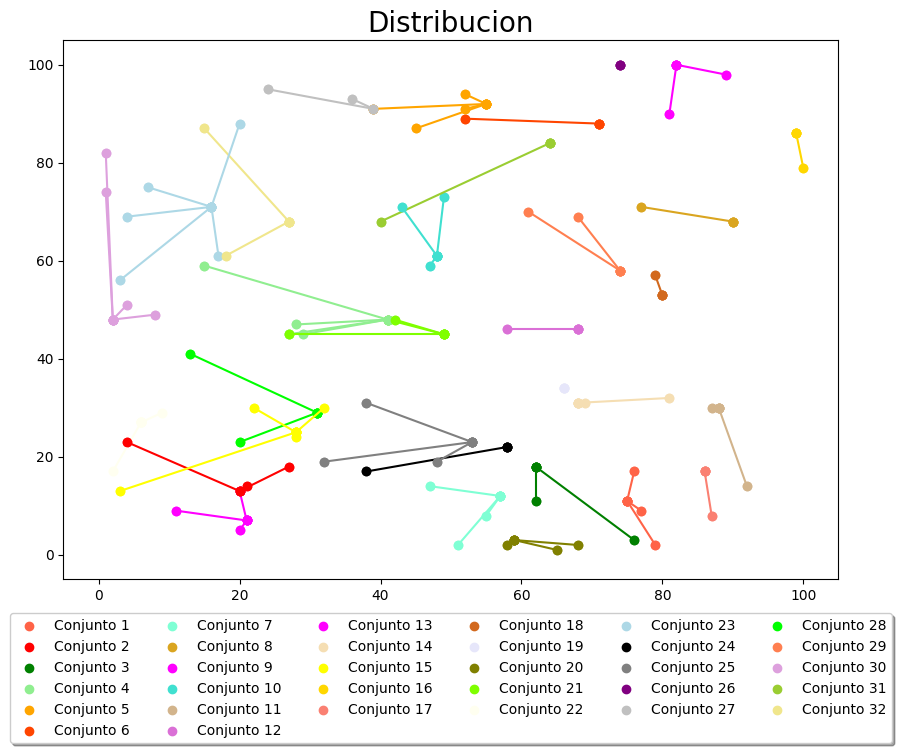 Distribucion
100
80
60
40
20
0
0 20 40 60 80 100
Conjunto 1 Conjunto 7 Conjunto 13 Conjunto 18 Conjunto 23 Conjunto 28
Conjunto 2 Conjunto 8 Conjunto 14 Conjunto 19 Conjunto 24 Conjunto 29
Conjunto 3 Conjunto 9 Conjunto 15 Conjunto 20 Conjunto 25 Conjunto 30
Conjunto 4 Conjunto 10 Conjunto 16 Conjunto 21 Conjunto 26 Conjunto 31
Conjunto 5 Conjunto 11 Conjunto 17 Conjunto 22 Conjunto 27 Conjunto 32
Conjunto 6 Conjunto 12